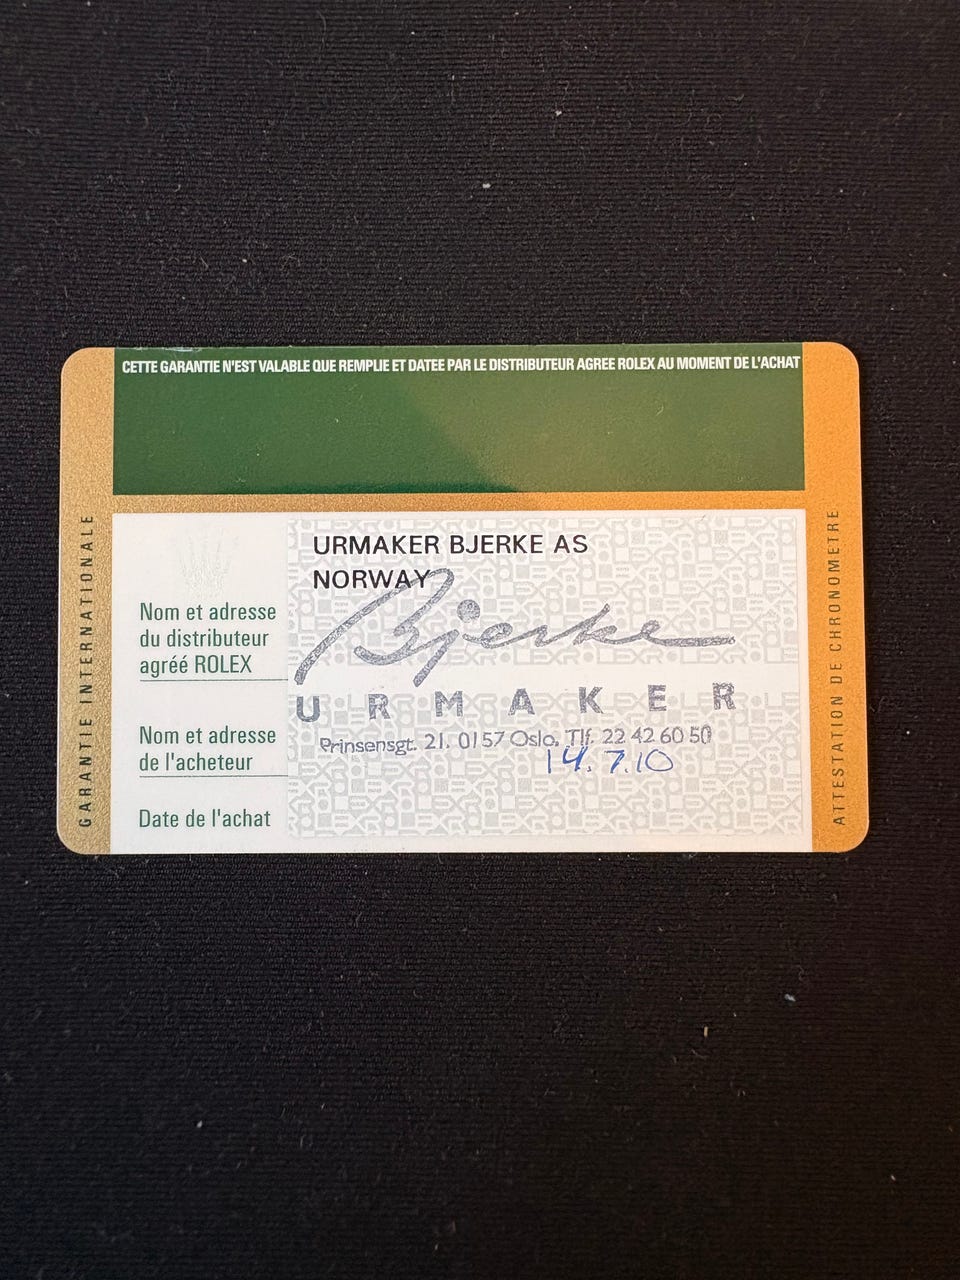 CETTE GARANTIE N'EST VALABLE QUE REMPLIE ET DATEE PAR LE DISTRIBUTEUR AGREE ROLEX AU MOMENT DE L'ACHAT
GARANTIE INTERNATIONALE
URMAKER BJERKE AS
NORWAY
Nom et adresse
du distributeur
agréé ROLEX
Bjerke
URMAKER
Prinsensgt. 21. 0157 Oslo, Tlf. 22 42 60 50
Nom et adresse
de l'acheteur
14.7.10
Date de l'achat
ATTESTATION DE CHRONOMETRE